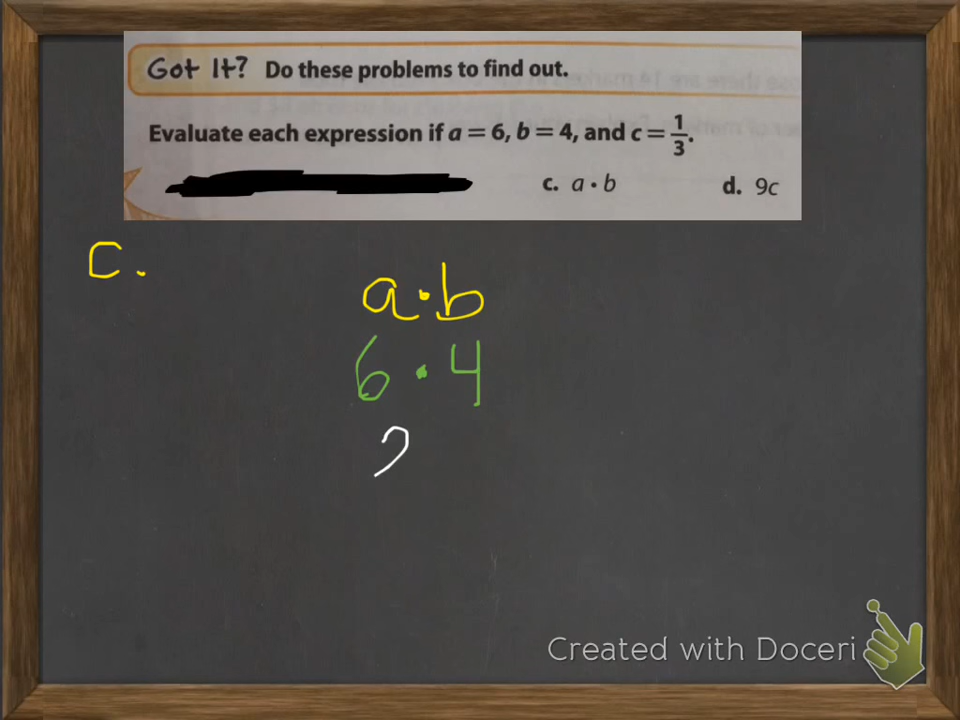 Got It? Do these problems to find out.
Evaluate each expression if a = 6, b = 4, and c = 1/3.
c. a · b d. 9c
c.
a · b
6 · 4
2
Created with Doceri